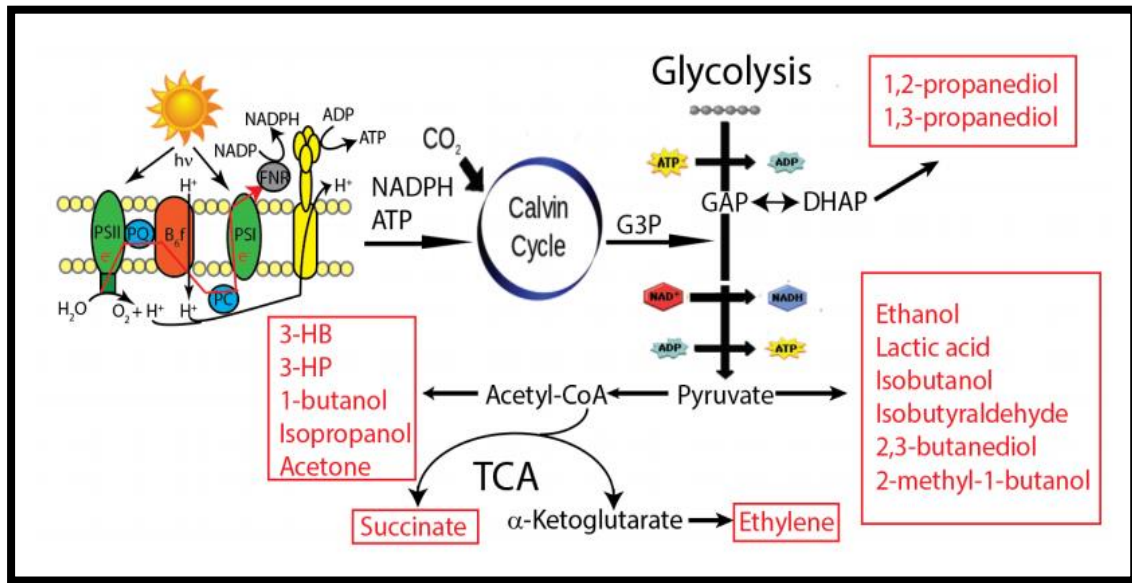 Glycolysis
1,2-propanediol
1,3-propanediol
NADPH
ADP
NADP
ATP
hν
FNR
H⁺
H⁺
CO₂
NADPH
ATP
Calvin
Cycle
G3P
ATP
ADP
GAP
DHAP
PSII
PQ
B₆f
PSI
e⁻
e⁻
PC
H₂O
O₂ + H⁺
H⁺
NAD⁺
NADH
ADP
ATP
3-HB
3-HP
1-butanol
Isopropanol
Acetone
Acetyl-CoA
Pyruvate
Ethanol
Lactic acid
Isobutanol
Isobutyraldehyde
2,3-butanediol
2-methyl-1-butanol
TCA
Succinate
α-Ketoglutarate
Ethylene